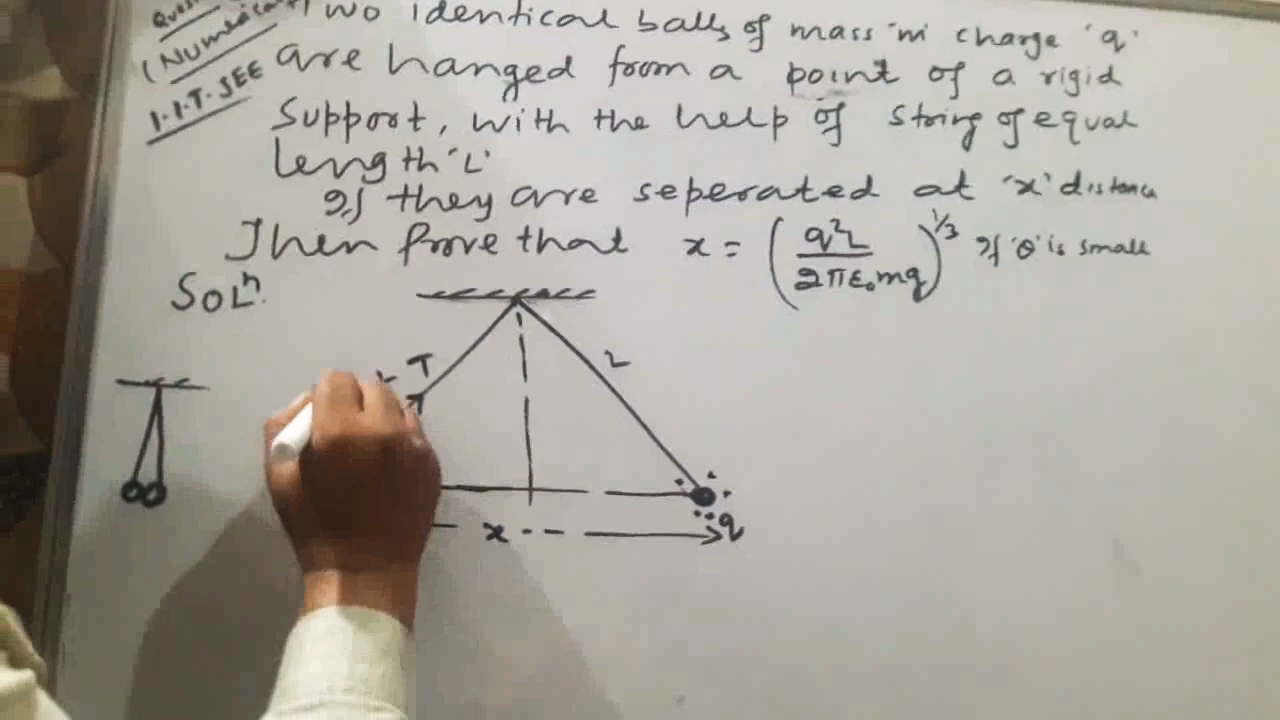 Two identical balls of mass 'm' charge 'q'
(Numerical)
I.I.T. JEE
are hanged from a point of a rigid
Support, with the help of String of equal
length 'L'
If they are seperated at 'x' distance
Then Prove that x = (q²L / 2πε₀mg)^1/3 If 'θ' is small
SOLⁿ.
T
L
x
q